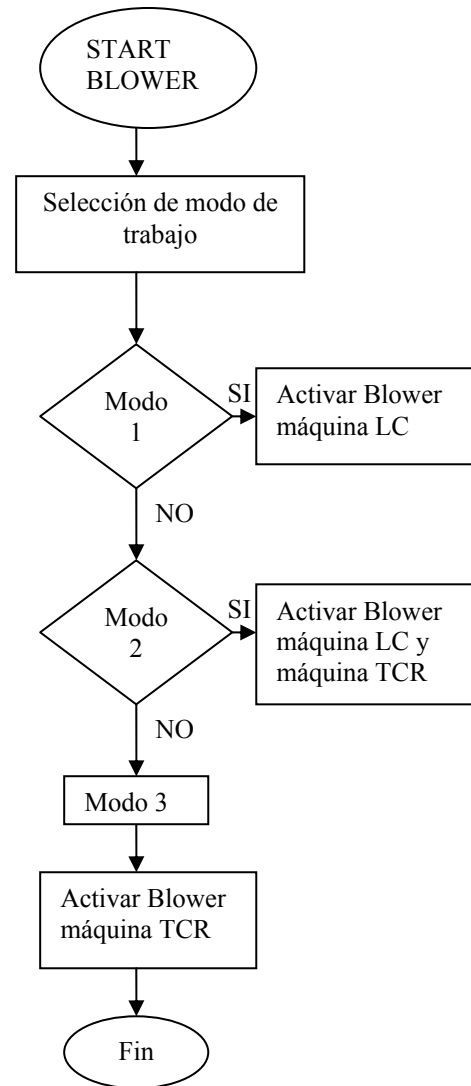 START
BLOWER
Selección de modo de
trabajo
Modo
1
SI
Activar Blower
máquina LC
NO
Modo
2
SI
Activar Blower
máquina LC y
máquina TCR
NO
Modo 3
Activar Blower
máquina TCR
Fin